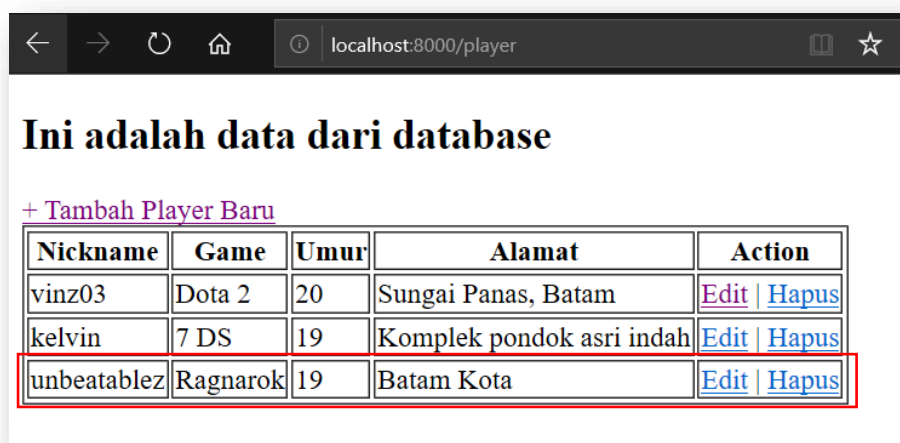 localhost:8000/player
Ini adalah data dari database
+ Tambah Player Baru
Nickname Game Umur Alamat Action
vinz03 Dota 2 20 Sungai Panas, Batam Edit | Hapus
kelvin 7 DS 19 Komplek pondok asri indah Edit | Hapus
unbeatablez Ragnarok 19 Batam Kota Edit | Hapus